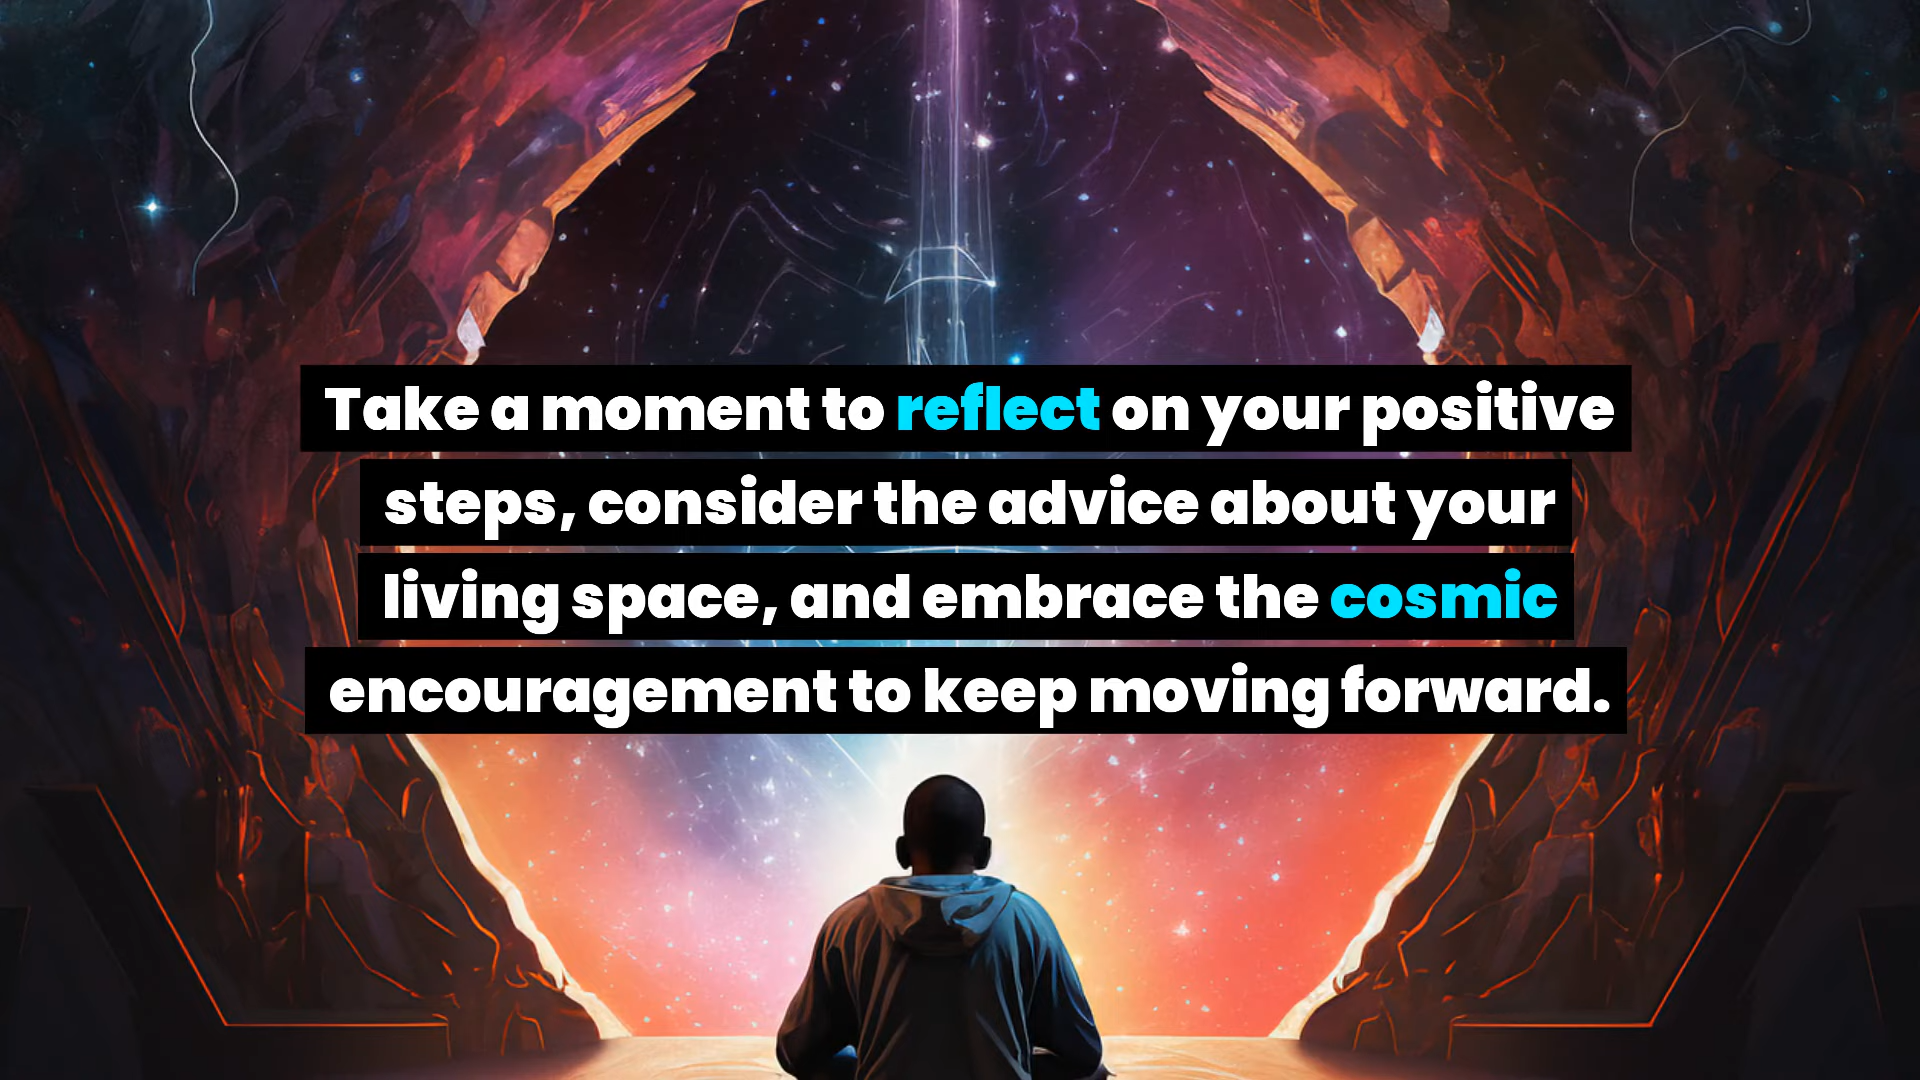 Take a moment to reflect on your positive
steps, consider the advice about your
living space, and embrace the cosmic
encouragement to keep moving forward.